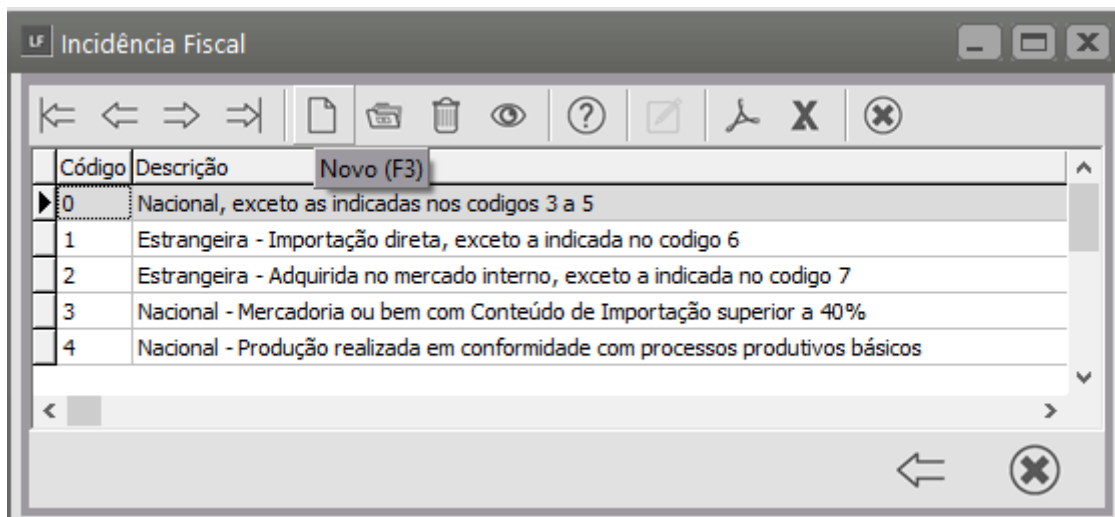 LF Incidência Fiscal
Código Descrição
Novo (F3)
0 Nacional, exceto as indicadas nos codigos 3 a 5
1 Estrangeira - Importação direta, exceto a indicada no codigo 6
2 Estrangeira - Adquirida no mercado interno, exceto a indicada no codigo 7
3 Nacional - Mercadoria ou bem com Conteúdo de Importação superior a 40%
4 Nacional - Produção realizada em conformidade com processos produtivos básicos